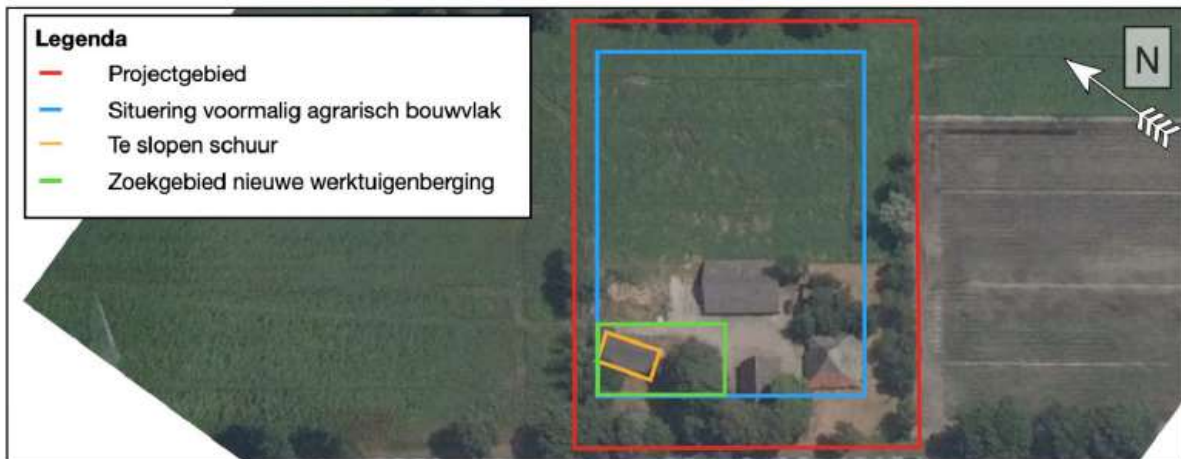 Legenda
Projectgebied
Situering voormalig agrarisch bouwvlak
Te slopen schuur
Zoekgebied nieuwe werktuigenberging
N